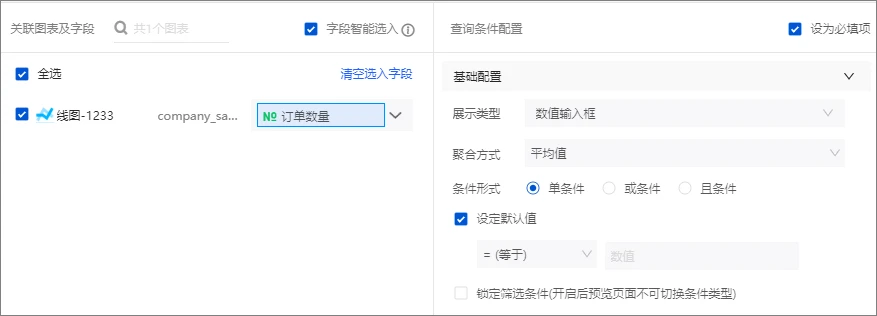 关联图表及字段
共1个图表
字段智能选入
查询条件配置
设为必填项
全选
清空选入字段
基础配置
线图-1233
company_sa...
№ 订单数量
展示类型
数值输入框
聚合方式
平均值
条件形式
单条件
或条件
且条件
设定默认值
= (等于)
数值
锁定筛选条件(开启后预览页面不可切换条件类型)